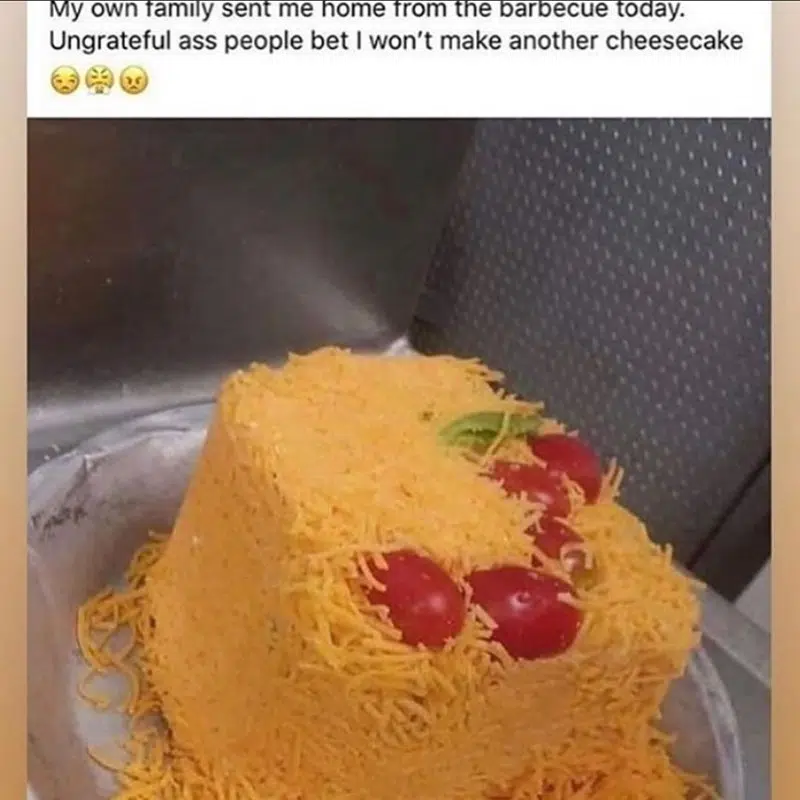 My own family sent me home from the barbecue today.
Ungrateful ass people bet I won't make another cheesecake
😒😤😠